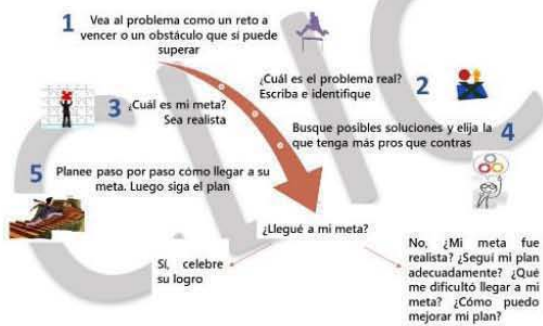 1 Vea al problema como un reto a
vencer o un obstáculo que sí puede
superar
¿Cuál es el problema real? 2
Escriba e identifique
3 ¿Cuál es mi meta?
Sea realista
Busque posibles soluciones y elija la 4
que tenga más pros que contras
5 Planee paso por paso cómo llegar a su
meta. Luego siga el plan
¿Llegué a mi meta?
Sí, celebre
su logro
No, ¿Mi meta fue
realista? ¿Seguí mi plan
adecuadamente? ¿Qué
me dificultó llegar a mi
meta? ¿Cómo puedo
mejorar mi plan?